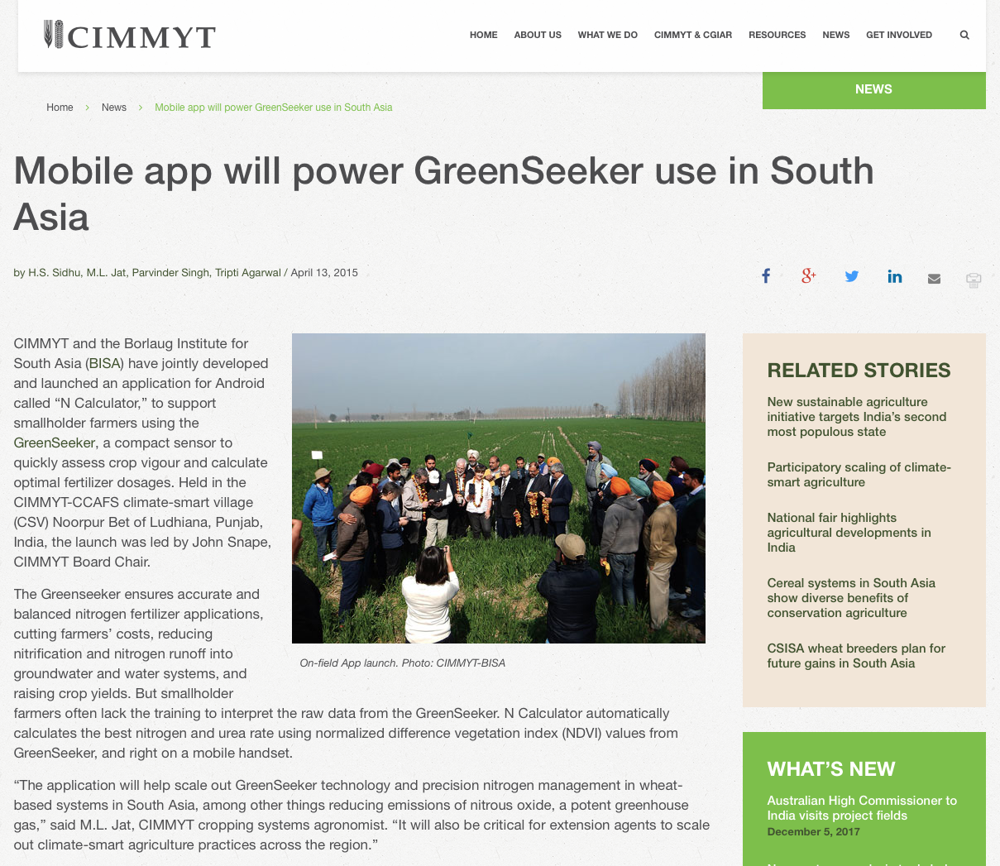 CIMMYT
HOME ABOUT US WHAT WE DO CIMMYT & CGIAR RESOURCES NEWS GET INVOLVED
NEWS
Home > News > Mobile app will power GreenSeeker use in South Asia
Mobile app will power GreenSeeker use in South
Asia
by H.S. Sidhu, M.L. Jat, Parvinder Singh, Tripti Agarwal / April 13, 2015
CIMMYT and the Borlaug Institute for
South Asia (BISA) have jointly developed
and launched an application for Android
called “N Calculator,” to support
smallholder farmers using the
GreenSeeker, a compact sensor to
quickly assess crop vigour and calculate
optimal fertilizer dosages. Held in the
CIMMYT-CCAFS climate-smart village
(CSV) Noorpur Bet of Ludhiana, Punjab,
India, the launch was led by John Snape,
CIMMYT Board Chair.
The Greenseeker ensures accurate and
balanced nitrogen fertilizer applications,
cutting farmers’ costs, reducing
nitrification and nitrogen runoff into
groundwater and water systems, and
raising crop yields. But smallholder
farmers often lack the training to interpret the raw data from the GreenSeeker. N Calculator automatically
calculates the best nitrogen and urea rate using normalized difference vegetation index (NDVI) values from
GreenSeeker, and right on a mobile handset.
“The application will help scale out GreenSeeker technology and precision nitrogen management in wheat-
based systems in South Asia, among other things reducing emissions of nitrous oxide, a potent greenhouse
gas,” said M.L. Jat, CIMMYT cropping systems agronomist. “It will also be critical for extension agents to scale
out climate-smart agriculture practices across the region.”
On-field App launch. Photo: CIMMYT-BISA
RELATED STORIES
New sustainable agriculture
initiative targets India’s second
most populous state
Participatory scaling of climate-
smart agriculture
National fair highlights
agricultural developments in
India
Cereal systems in South Asia
show diverse benefits of
conservation agriculture
CSISA wheat breeders plan for
future gains in South Asia
WHAT’S NEW
Australian High Commissioner to
India visits project fields
December 5, 2017